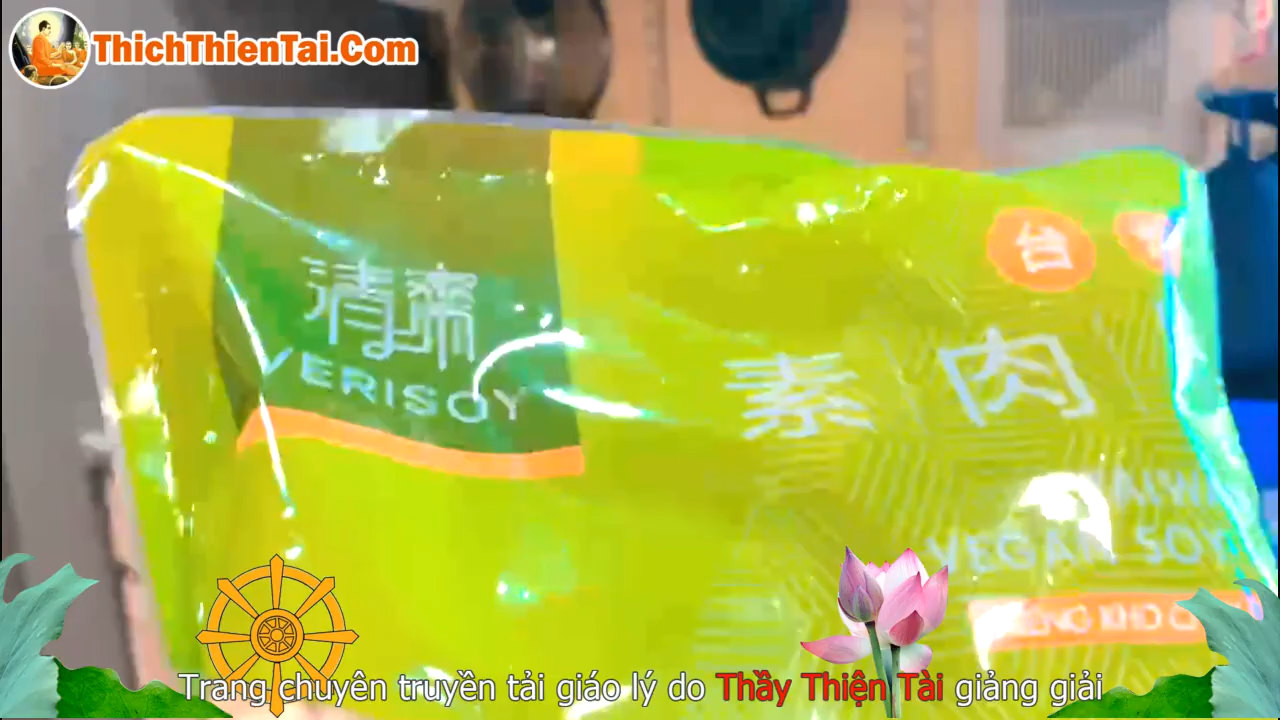 ThichThienTai.Com
清爽
VERISOY
台
素肉
VEGAN SOY
Trang chuyên truyền tải giáo lý do Thầy Thiện Tài giảng giải